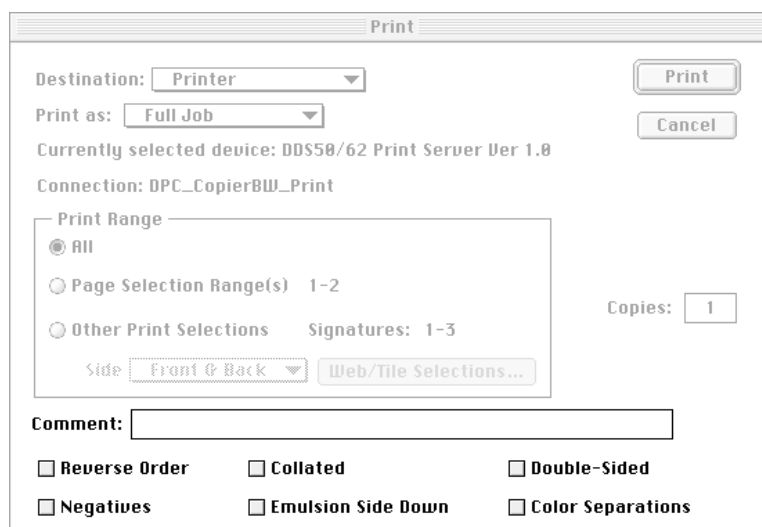 Print
Destination: Printer
Print
Print as: Full Job
Cancel
Currently selected device: DDS50/62 Print Server Ver 1.0
Connection: DPC_CopierBW_Print
Print Range
All
Page Selection Range(s) 1-2
Other Print Selections Signatures: 1-3
Copies: 1
Side Front & Back Web/Tile Selections...
Comment:
Reverse Order Collated Double-Sided
Negatives Emulsion Side Down Color Separations